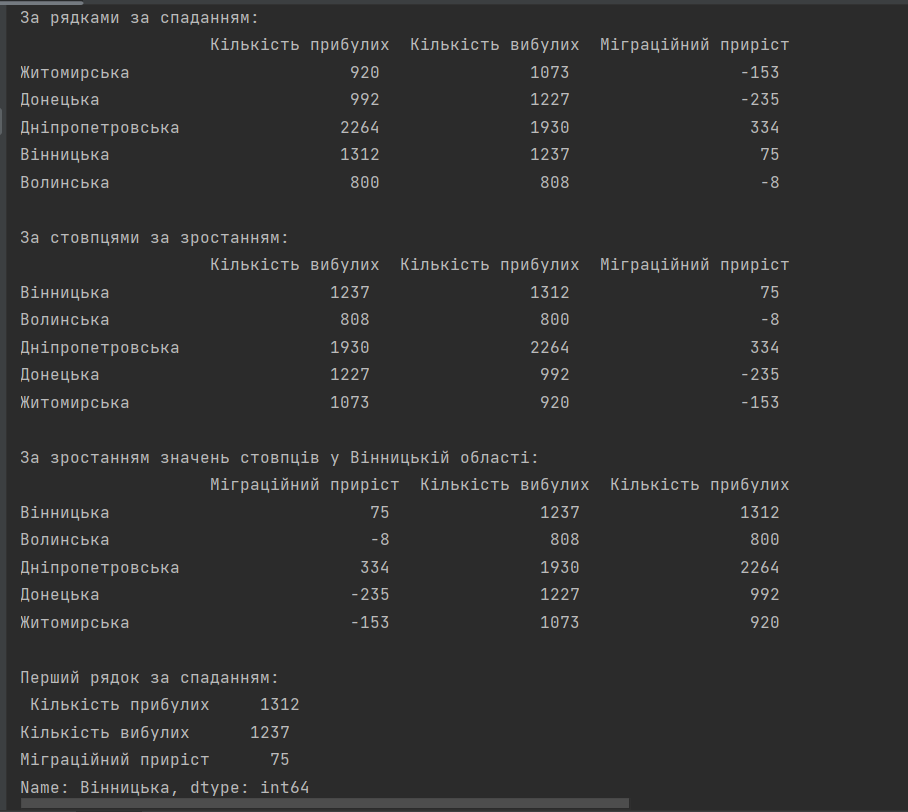 За рядками за спаданням:
Кількість прибулих Кількість вибулих Міграційний приріст
Житомирська 920 1073 -153
Донецька 992 1227 -235
Дніпропетровська 2264 1930 334
Вінницька 1312 1237 75
Волинська 800 808 -8
За стовпцями за зростанням:
Кількість вибулих Кількість прибулих Міграційний приріст
Вінницька 1237 1312 75
Волинська 808 800 -8
Дніпропетровська 1930 2264 334
Донецька 1227 992 -235
Житомирська 1073 920 -153
За зростанням значень стовпців у Вінницькій області:
Міграційний приріст Кількість вибулих Кількість прибулих
Вінницька 75 1237 1312
Волинська -8 808 800
Дніпропетровська 334 1930 2264
Донецька -235 1227 992
Житомирська -153 1073 920
Перший рядок за спаданням:
Кількість прибулих 1312
Кількість вибулих 1237
Міграційний приріст 75
Name: Вінницька, dtype: int64